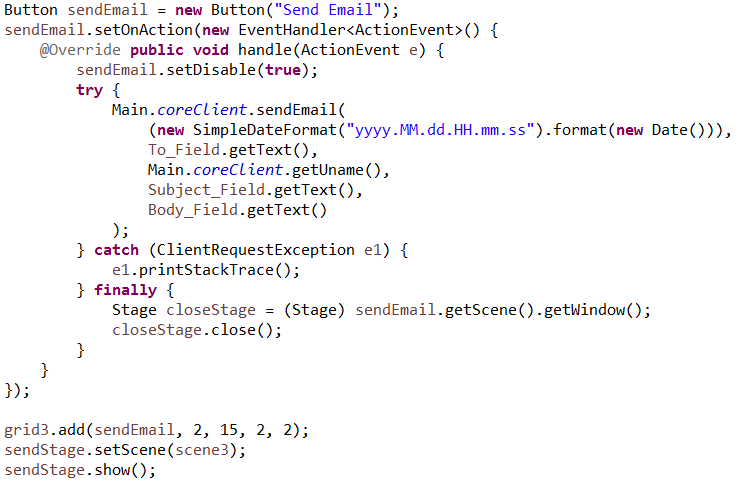 Button sendEmail = new Button("Send Email");
sendEmail.setOnAction(new EventHandler<ActionEvent>() {
    @Override public void handle(ActionEvent e) {
        sendEmail.setDisable(true);
        try {
            Main.coreClient.sendEmail(
                (new SimpleDateFormat("yyyy.MM.dd.HH.mm.ss").format(new Date())),
                To_Field.getText(),
                Main.coreClient.getUname(),
                Subject_Field.getText(),
                Body_Field.getText()
            );
        } catch (ClientRequestException e1) {
            e1.printStackTrace();
        } finally {
            Stage closeStage = (Stage) sendEmail.getScene().getWindow();
            closeStage.close();
        }
    }
});

grid3.add(sendEmail, 2, 15, 2, 2);
sendStage.setScene(scene3);
sendStage.show();